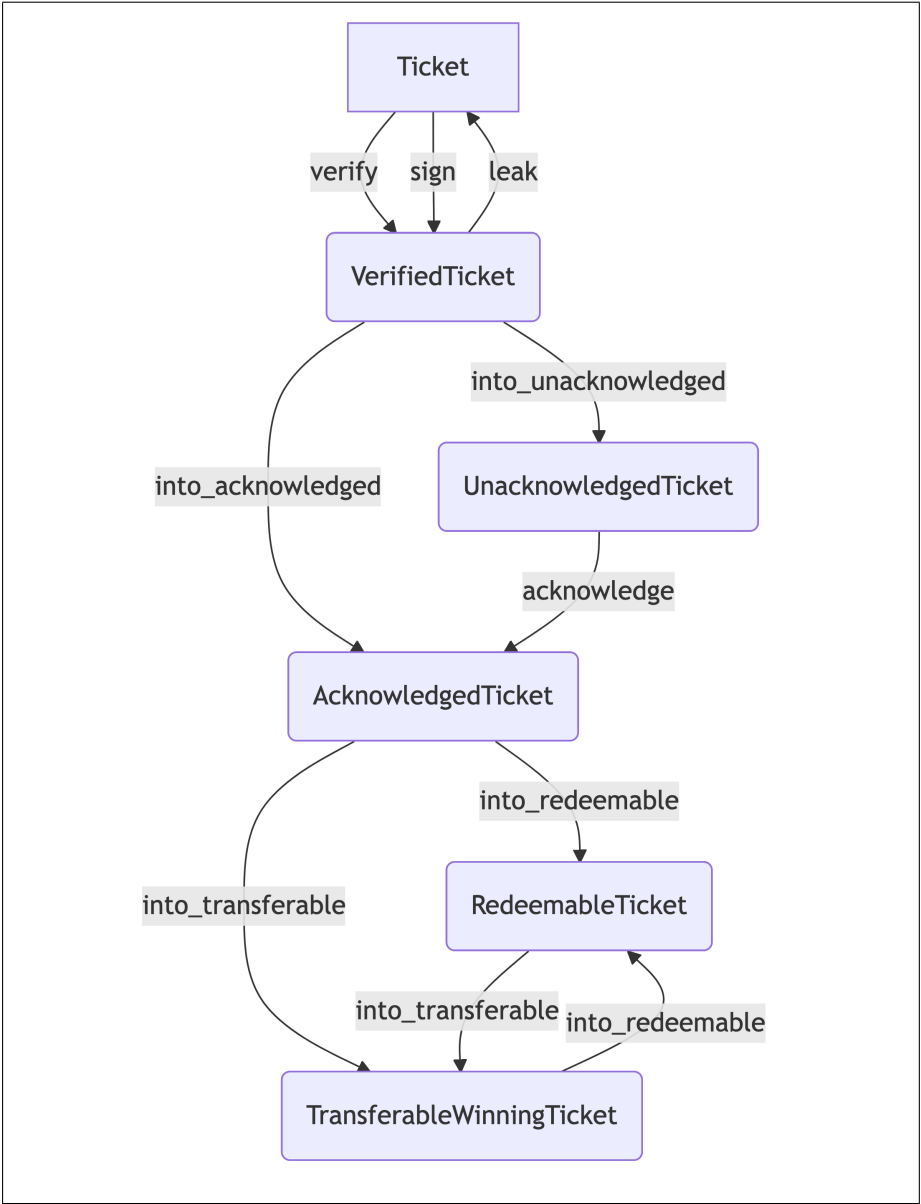 Ticket
verify
sign
leak
VerifiedTicket
into_unacknowledged
into_acknowledged
UnacknowledgedTicket
acknowledge
AcknowledgedTicket
into_redeemable
into_transferable
RedeemableTicket
into_transferable
into_redeemable
TransferableWinningTicket